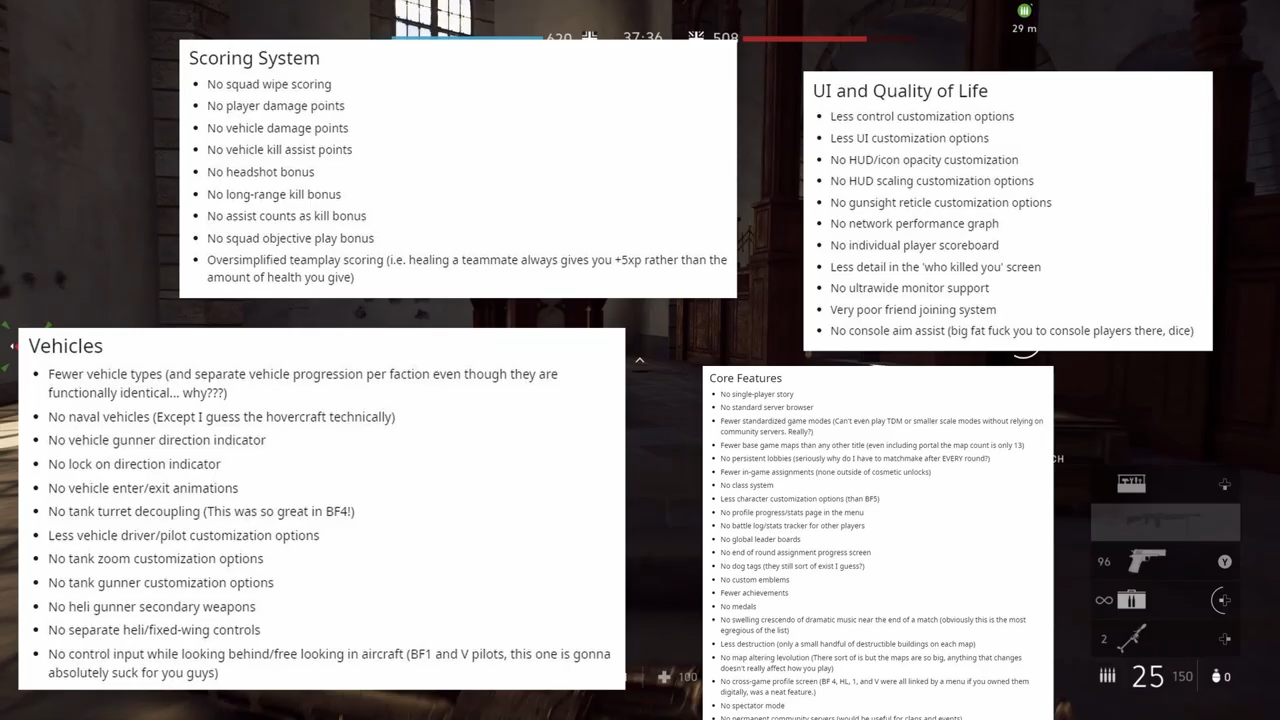 29 m
620 37:36 508
Scoring System
No squad wipe scoring
No player damage points
No vehicle damage points
No vehicle kill assist points
No headshot bonus
No long-range kill bonus
No assist counts as kill bonus
No squad objective play bonus
Oversimplified teamplay scoring (i.e. healing a teammate always gives you +5xp rather than the
amount of health you give)
UI and Quality of Life
Less control customization options
Less UI customization options
No HUD/icon opacity customization
No HUD scaling customization options
No gunsight reticle customization options
No network performance graph
No individual player scoreboard
Less detail in the 'who killed you' screen
No ultrawide monitor support
Very poor friend joining system
No console aim assist (big fat fuck you to console players there, dice)
Vehicles
Fewer vehicle types (and separate vehicle progression per faction even though they are
functionally identical... why???)
No naval vehicles (Except I guess the hovercraft technically)
No vehicle gunner direction indicator
No lock on direction indicator
No vehicle enter/exit animations
No tank turret decoupling (This was so great in BF4!)
Less vehicle driver/pilot customization options
No tank zoom customization options
No tank gunner customization options
No heli gunner secondary weapons
No separate heli/fixed-wing controls
No control input while looking behind/free looking in aircraft (BF1 and V pilots, this one is gonna
absolutely suck for you guys)
Core Features
No single-player story
No standard server browser
Fewer standardized game modes (Can't even play TDM or smaller scale modes without relying on
community servers. Really?)
Fewer base game maps than any other title (even including portal the map count is only 13)
No persistent lobbies (seriously why do I have to matchmake after EVERY round?)
Fewer in-game assignments (none outside of cosmetic unlocks)
No class system
Less character customization options (than BF5)
No profile progress/stats page in the menu
No battle log/stats tracker for other players
No global leader boards
No end of round assignment progress screen
No dog tags (they still sort of exist I guess?)
No custom emblems
Fewer achievements
No medals
No swelling crescendo of dramatic music near the end of a match (obviously this is the most
egregious of the list)
Less destruction (only a small handful of destructible buildings on each map)
No map altering levolution (There sort of is but the maps are so big, anything that changes
doesn't really affect how you play)
No cross-game profile screen (BF 4, HL, 1, and V were all linked by a menu if you owned them
digitally, was a neat feature.)
No spectator mode
No permanent community servers (would be useful for clans and events)
CH
96 Y
∞
2
100
25 150 0